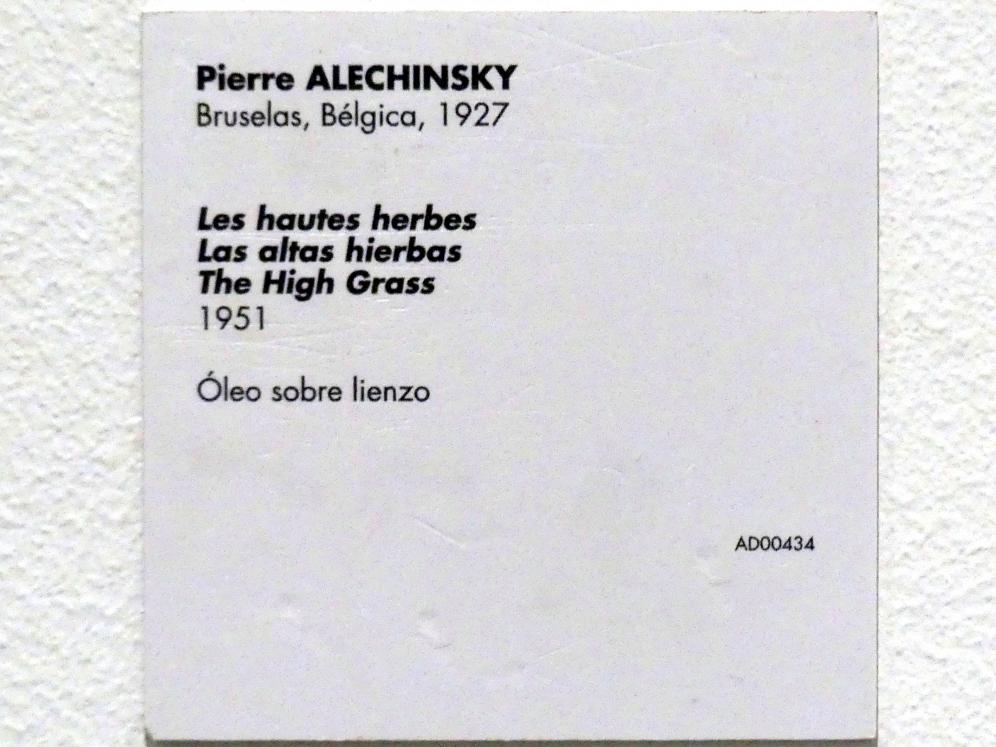 Pierre ALECHINSKY
Bruselas, Bélgica, 1927
Les hautes herbes
Las altas hierbas
The High Grass
1951
Óleo sobre lienzo
AD00434